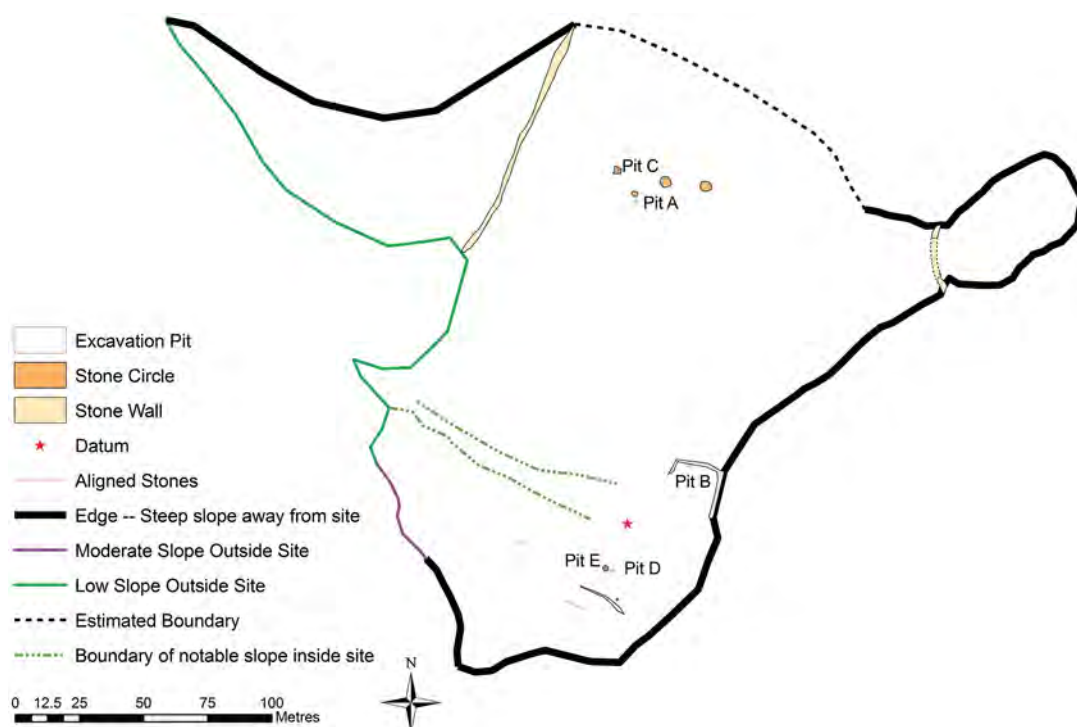 Pit C
Pit A
Pit B
Pit E
Pit D
Excavation Pit
Stone Circle
Stone Wall
Datum
Aligned Stones
Edge -- Steep slope away from site
Moderate Slope Outside Site
Low Slope Outside Site
Estimated Boundary
Boundary of notable slope inside site
N
0 12.5 25 50 75 100
Metres